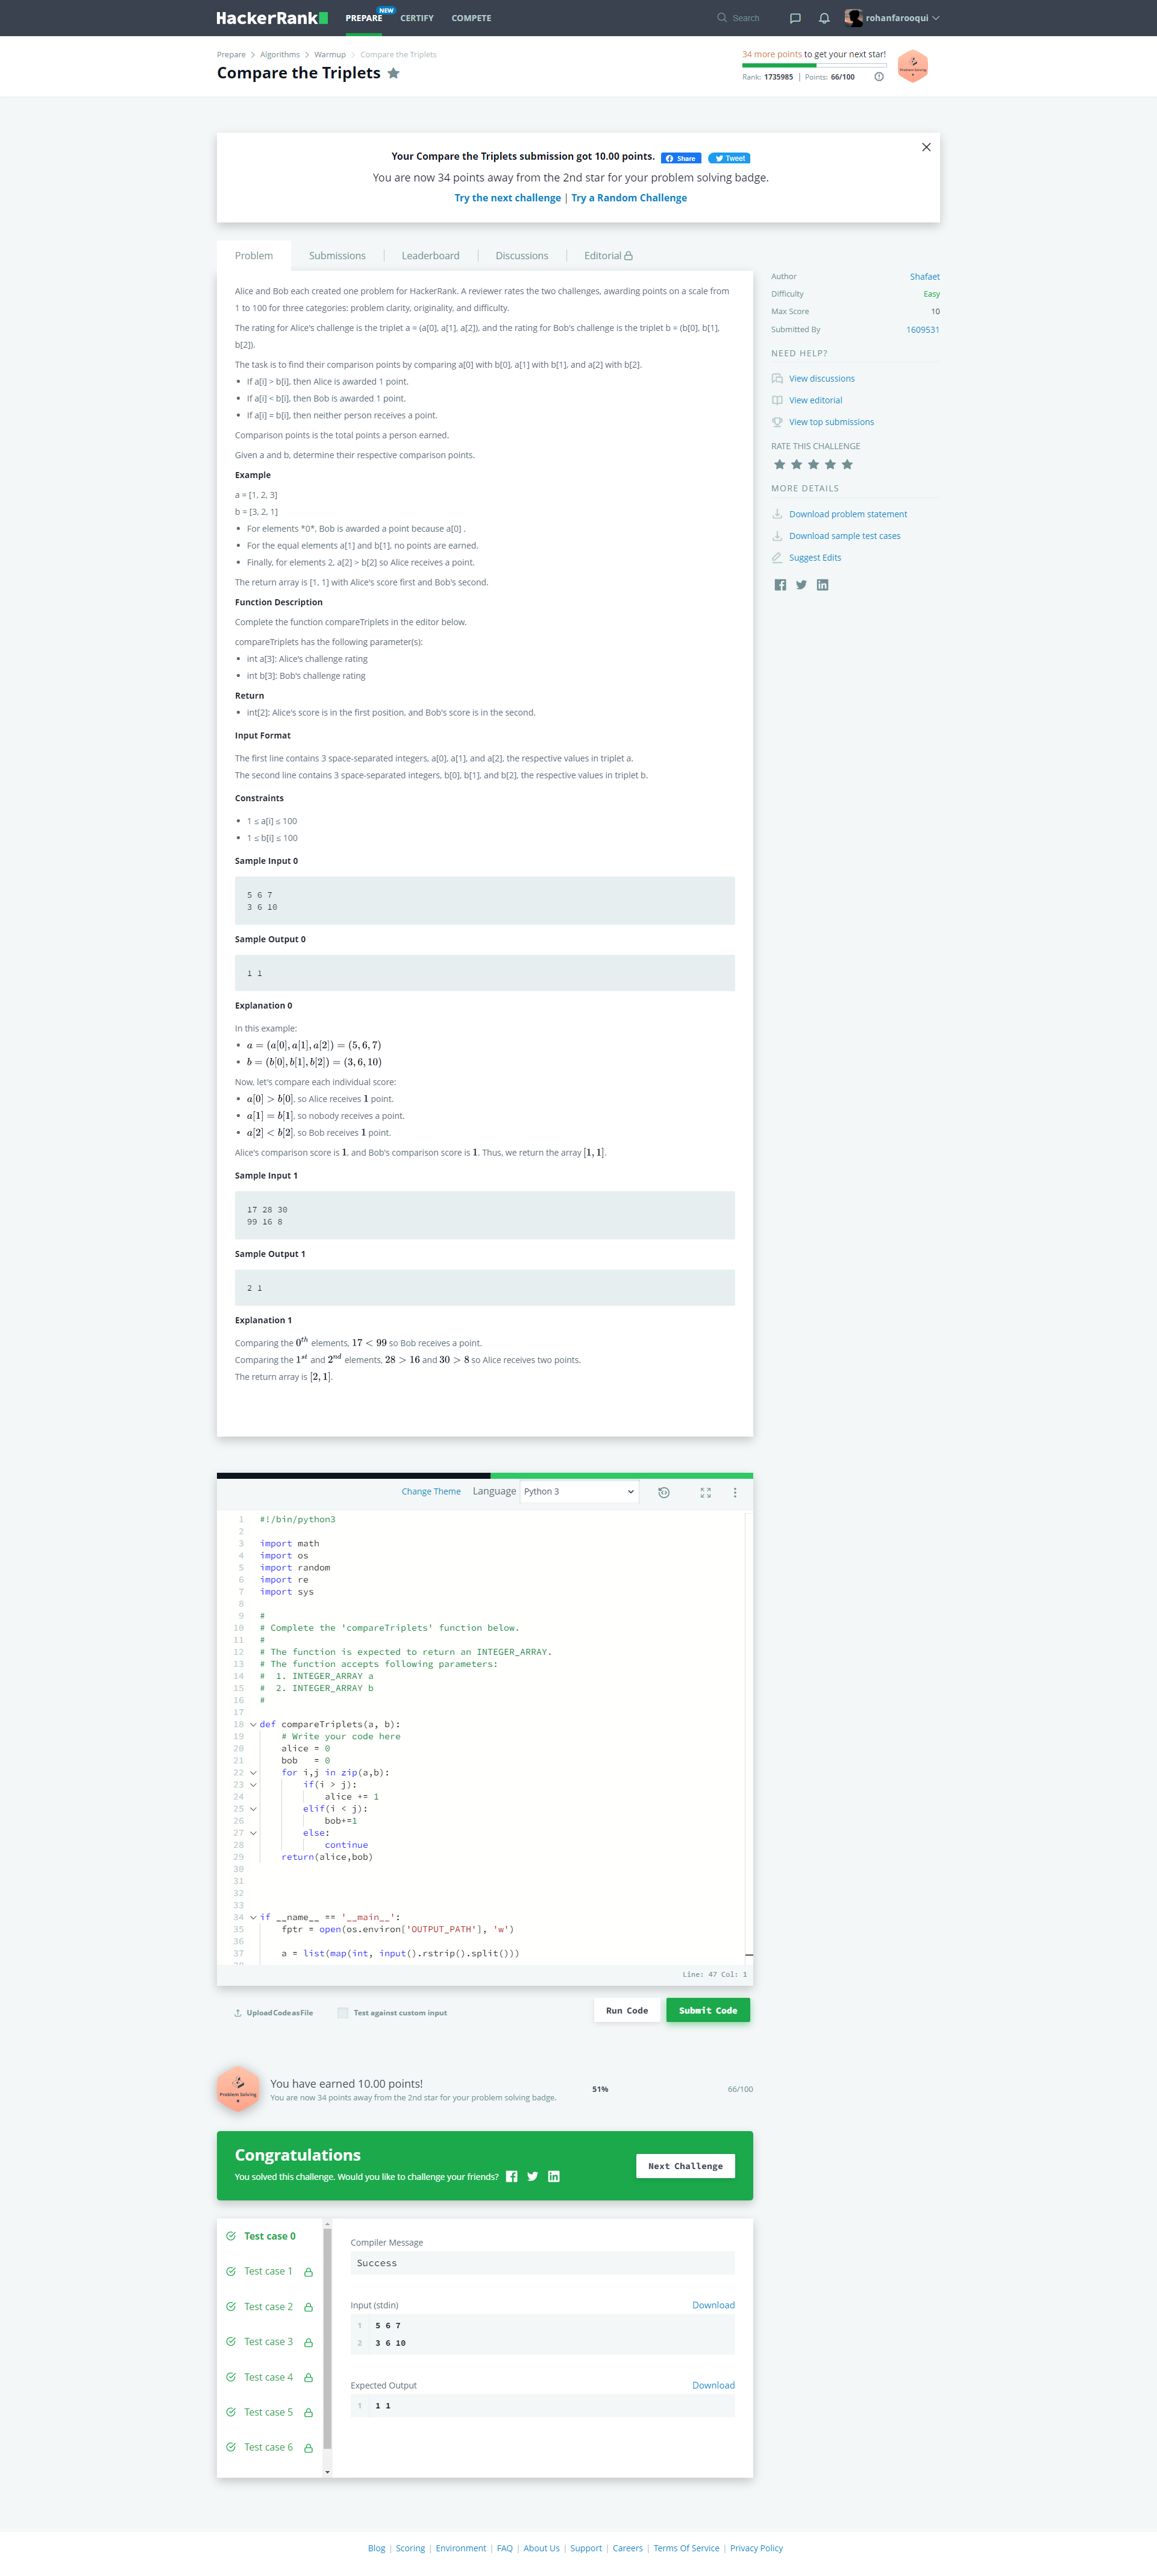 HackerRank
PREPARE
NEW
CERTIFY
COMPETE
Search
rohanfarooqui
Prepare > Algorithms > Warmup > Compare the Triplets
Compare the Triplets
34 more points to get your next star!
Rank: 1735985 | Points: 66/100
Problem Solving
Your Compare the Triplets submission got 10.00 points. Share Tweet
You are now 34 points away from the 2nd star for your problem solving badge.
Try the next challenge | Try a Random Challenge
Problem
Submissions
Leaderboard
Discussions
Editorial
Alice and Bob each created one problem for HackerRank. A reviewer rates the two challenges, awarding points on a scale from
1 to 100 for three categories: problem clarity, originality, and difficulty.
The rating for Alice's challenge is the triplet a = (a[0], a[1], a[2]), and the rating for Bob's challenge is the triplet b = (b[0], b[1],
b[2]).
The task is to find their comparison points by comparing a[0] with b[0], a[1] with b[1], and a[2] with b[2].
• If a[i] > b[i], then Alice is awarded 1 point.
• If a[i] < b[i], then Bob is awarded 1 point.
• If a[i] = b[i], then neither person receives a point.
Comparison points is the total points a person earned.
Given a and b, determine their respective comparison points.
Example
a = [1, 2, 3]
b = [3, 2, 1]
• For elements *0*, Bob is awarded a point because a[0] .
• For the equal elements a[1] and b[1], no points are earned.
• Finally, for elements 2, a[2] > b[2] so Alice receives a point.
The return array is [1, 1] with Alice's score first and Bob's second.
Function Description
Complete the function compareTriplets in the editor below.
compareTriplets has the following parameter(s):
• int a[3]: Alice's challenge rating
• int b[3]: Bob's challenge rating
Return
• int[2]: Alice's score is in the first position, and Bob's score is in the second.
Input Format
The first line contains 3 space-separated integers, a[0], a[1], and a[2], the respective values in triplet a.
The second line contains 3 space-separated integers, b[0], b[1], and b[2], the respective values in triplet b.
Constraints
• 1 ≤ a[i] ≤ 100
• 1 ≤ b[i] ≤ 100
Sample Input 0
5 6 7
3 6 10
Sample Output 0
1 1
Explanation 0
In this example:
• a = (a[0], a[1], a[2]) = (5, 6, 7)
• b = (b[0], b[1], b[2]) = (3, 6, 10)
Now, let's compare each individual score:
• a[0] > b[0], so Alice receives 1 point.
• a[1] = b[1], so nobody receives a point.
• a[2] < b[2], so Bob receives 1 point.
Alice's comparison score is 1, and Bob's comparison score is 1. Thus, we return the array [1, 1].
Sample Input 1
17 28 30
99 16 8
Sample Output 1
2 1
Explanation 1
Comparing the 0th elements, 17 < 99 so Bob receives a point.
Comparing the 1st and 2nd elements, 28 > 16 and 30 > 8 so Alice receives two points.
The return array is [2, 1].
Author Shafaet
Difficulty Easy
Max Score 10
Submitted By 1609531
NEED HELP?
View discussions
View editorial
View top submissions
RATE THIS CHALLENGE
MORE DETAILS
Download problem statement
Download sample test cases
Suggest Edits
Change Theme Language Python 3
1 #!/bin/python3
2
3 import math
4 import os
5 import random
6 import re
7 import sys
8
9 #
10 # Complete the 'compareTriplets' function below.
11 #
12 # The function is expected to return an INTEGER_ARRAY.
13 # The function accepts following parameters:
14 #  1. INTEGER_ARRAY a
15 #  2. INTEGER_ARRAY b
16 #
17
18 def compareTriplets(a, b):
19     # Write your code here
20     alice = 0
21     bob   = 0
22     for i,j in zip(a,b):
23         if(i > j):
24             alice += 1
25         elif(i < j):
26             bob+=1
27         else:
28             continue
29     return(alice,bob)
30
31
32
33
34 if __name__ == '__main__':
35     fptr = open(os.environ['OUTPUT_PATH'], 'w')
36
37     a = list(map(int, input().rstrip().split()))
Line: 47 Col: 1
Upload Code as File
Test against custom input
Run Code
Submit Code
Problem Solving
You have earned 10.00 points!
You are now 34 points away from the 2nd star for your problem solving badge.
51%
66/100
Congratulations
You solved this challenge. Would you like to challenge your friends?
Next Challenge
Test case 0
Test case 1
Test case 2
Test case 3
Test case 4
Test case 5
Test case 6
Compiler Message
Success
Input (stdin) Download
1 5 6 7
2 3 6 10
Expected Output Download
1 1 1
Blog | Scoring | Environment | FAQ | About Us | Support | Careers | Terms Of Service | Privacy Policy